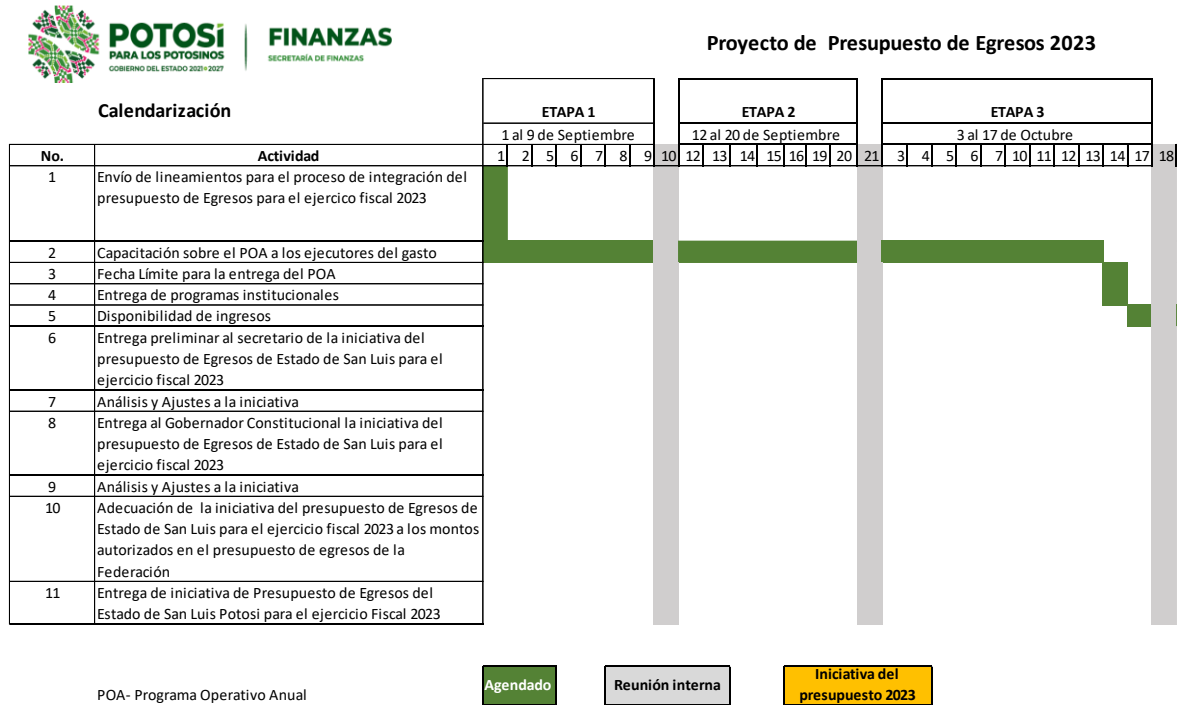 POTOSÍ
PARA LOS POTOSINOS
GOBIERNO DEL ESTADO 2021•2027
FINANZAS
SECRETARÍA DE FINANZAS
Proyecto de Presupuesto de Egresos 2023
Calendarización
ETAPA 1
ETAPA 2
ETAPA 3
1 al 9 de Septiembre
12 al 20 de Septiembre
3 al 17 de Octubre
No. Actividad 1 2 5 6 7 8 9 10 12 13 14 15 16 19 20 21 3 4 5 6 7 10 11 12 13 14 17 18
1 Envío de lineamientos para el proceso de integración del
presupuesto de Egresos para el ejercico fiscal 2023
2 Capacitación sobre el POA a los ejecutores del gasto
3 Fecha Límite para la entrega del POA
4 Entrega de programas institucionales
5 Disponibilidad de ingresos
6 Entrega preliminar al secretario de la iniciativa del
presupuesto de Egresos de Estado de San Luis para el
ejercicio fiscal 2023
7 Análisis y Ajustes a la iniciativa
8 Entrega al Gobernador Constitucional la iniciativa del
presupuesto de Egresos de Estado de San Luis para el
ejercicio fiscal 2023
9 Análisis y Ajustes a la iniciativa
10 Adecuación de la iniciativa del presupuesto de Egresos de
Estado de San Luis para el ejercicio fiscal 2023 a los montos
autorizados en el presupuesto de egresos de la
Federación
11 Entrega de iniciativa de Presupuesto de Egresos del
Estado de San Luis Potosi para el ejercicio Fiscal 2023
POA- Programa Operativo Anual
Agendado
Reunión interna
Iniciativa del
presupuesto 2023